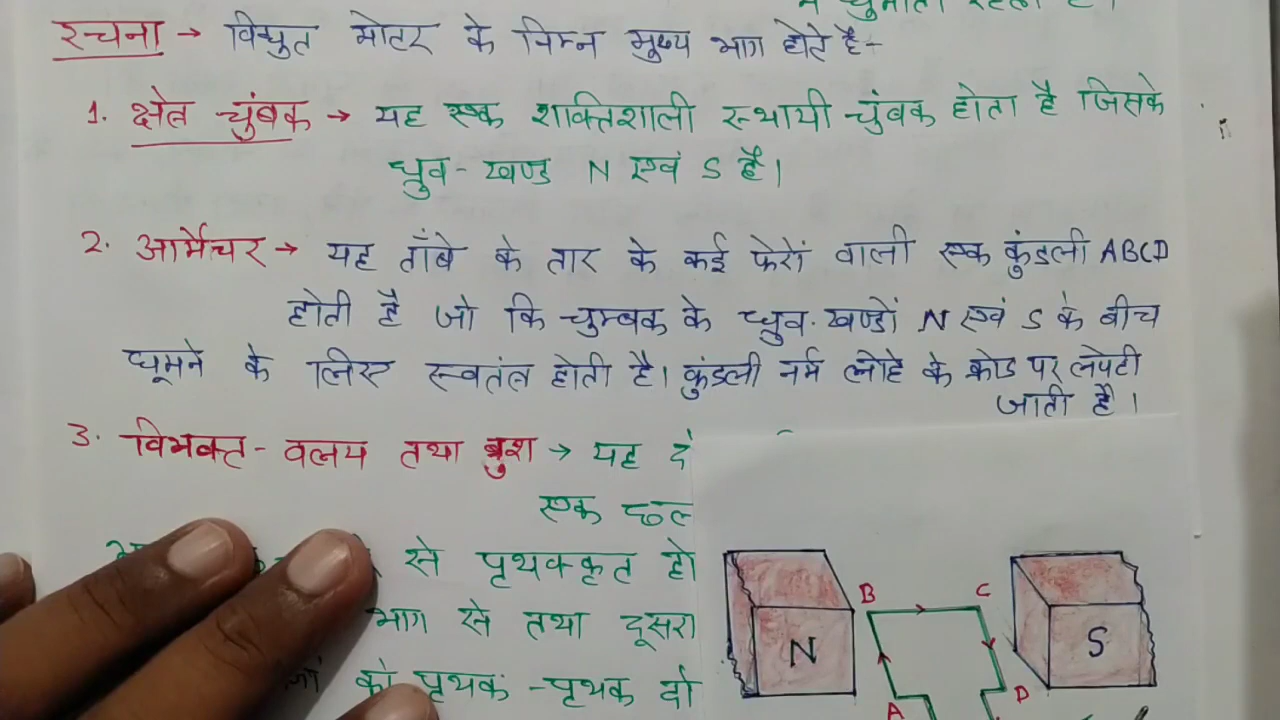 रचना → विद्युत मोटर के निम्न मुख्य भाग होते है-
1. क्षेत्र चुंबक → यह एक शक्तिशाली स्थायी चुंबक होता है जिसके
ध्रुव-खण्ड N एवं S है।
2. आर्मेचर → यह ताँबे के तार के कई फेरों वाली एक कुंडली ABCD
होती है जो कि चुम्बक के ध्रुव-खण्डों N एवं S के बीच
घूमने के लिए स्वतंत्र होती है। कुंडली नर्म लोहे के क्रोड पर लपेटी
जाती है।
3. विभक्त-वलय तथा ब्रुश → यह
एक
से पृथक्कृत हो
भाग से तथा दूसरा
को पृथक-पृथक दो
B C
N S
A D